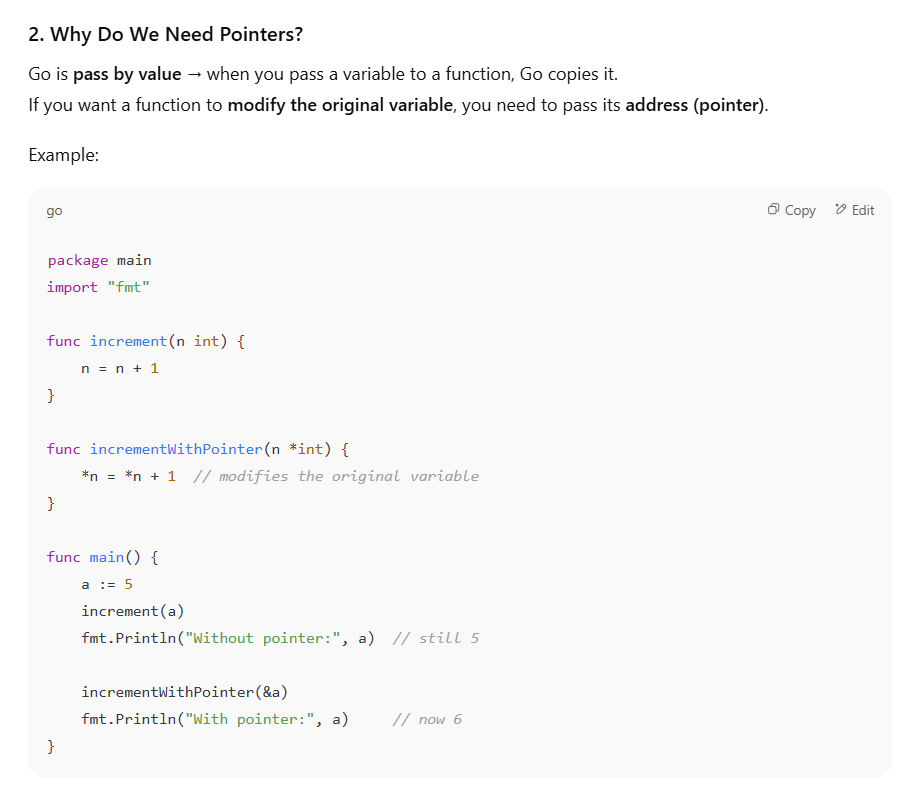 2. Why Do We Need Pointers?
Go is pass by value → when you pass a variable to a function, Go copies it.
If you want a function to modify the original variable, you need to pass its address (pointer).
Example:
go
Copy
Edit
package main
import "fmt"
func increment(n int) {
    n = n + 1
}
func incrementWithPointer(n *int) {
    *n = *n + 1  // modifies the original variable
}
func main() {
    a := 5
    increment(a)
    fmt.Println("Without pointer:", a)  // still 5
    incrementWithPointer(&a)
    fmt.Println("With pointer:", a)     // now 6
}